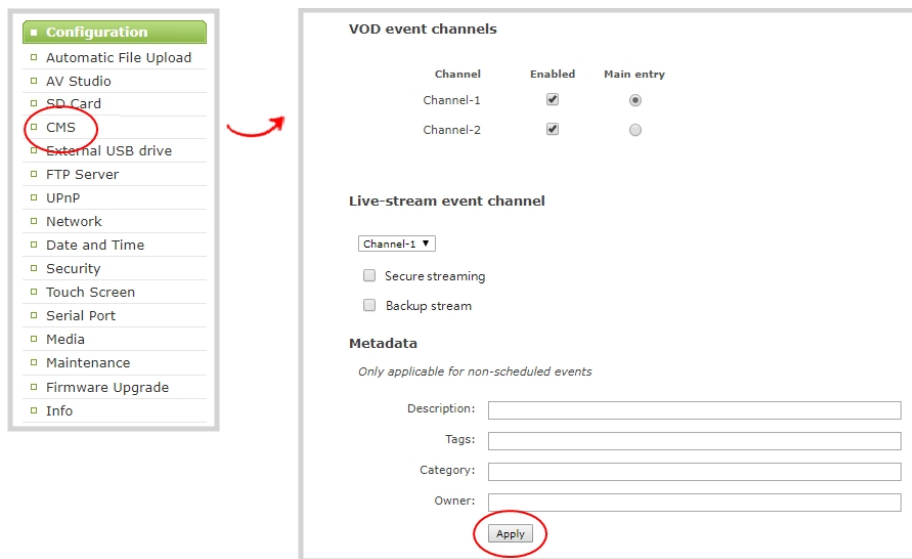 Configuration
Automatic File Upload
AV Studio
SD Card
CMS
External USB drive
FTP Server
UPnP
Network
Date and Time
Security
Touch Screen
Serial Port
Media
Maintenance
Firmware Upgrade
Info
VOD event channels
Channel Enabled Main entry
Channel-1
Channel-2
Live-stream event channel
Channel-1
Secure streaming
Backup stream
Metadata
Only applicable for non-scheduled events
Description:
Tags:
Category:
Owner:
Apply